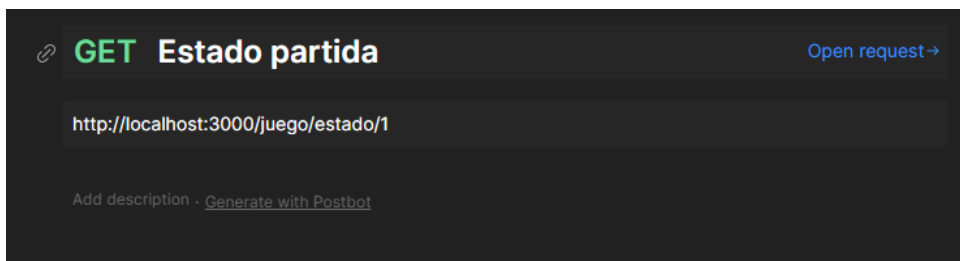 GET Estado partida Open request→
http://localhost:3000/juego/estado/1
Add description · Generate with Postbot